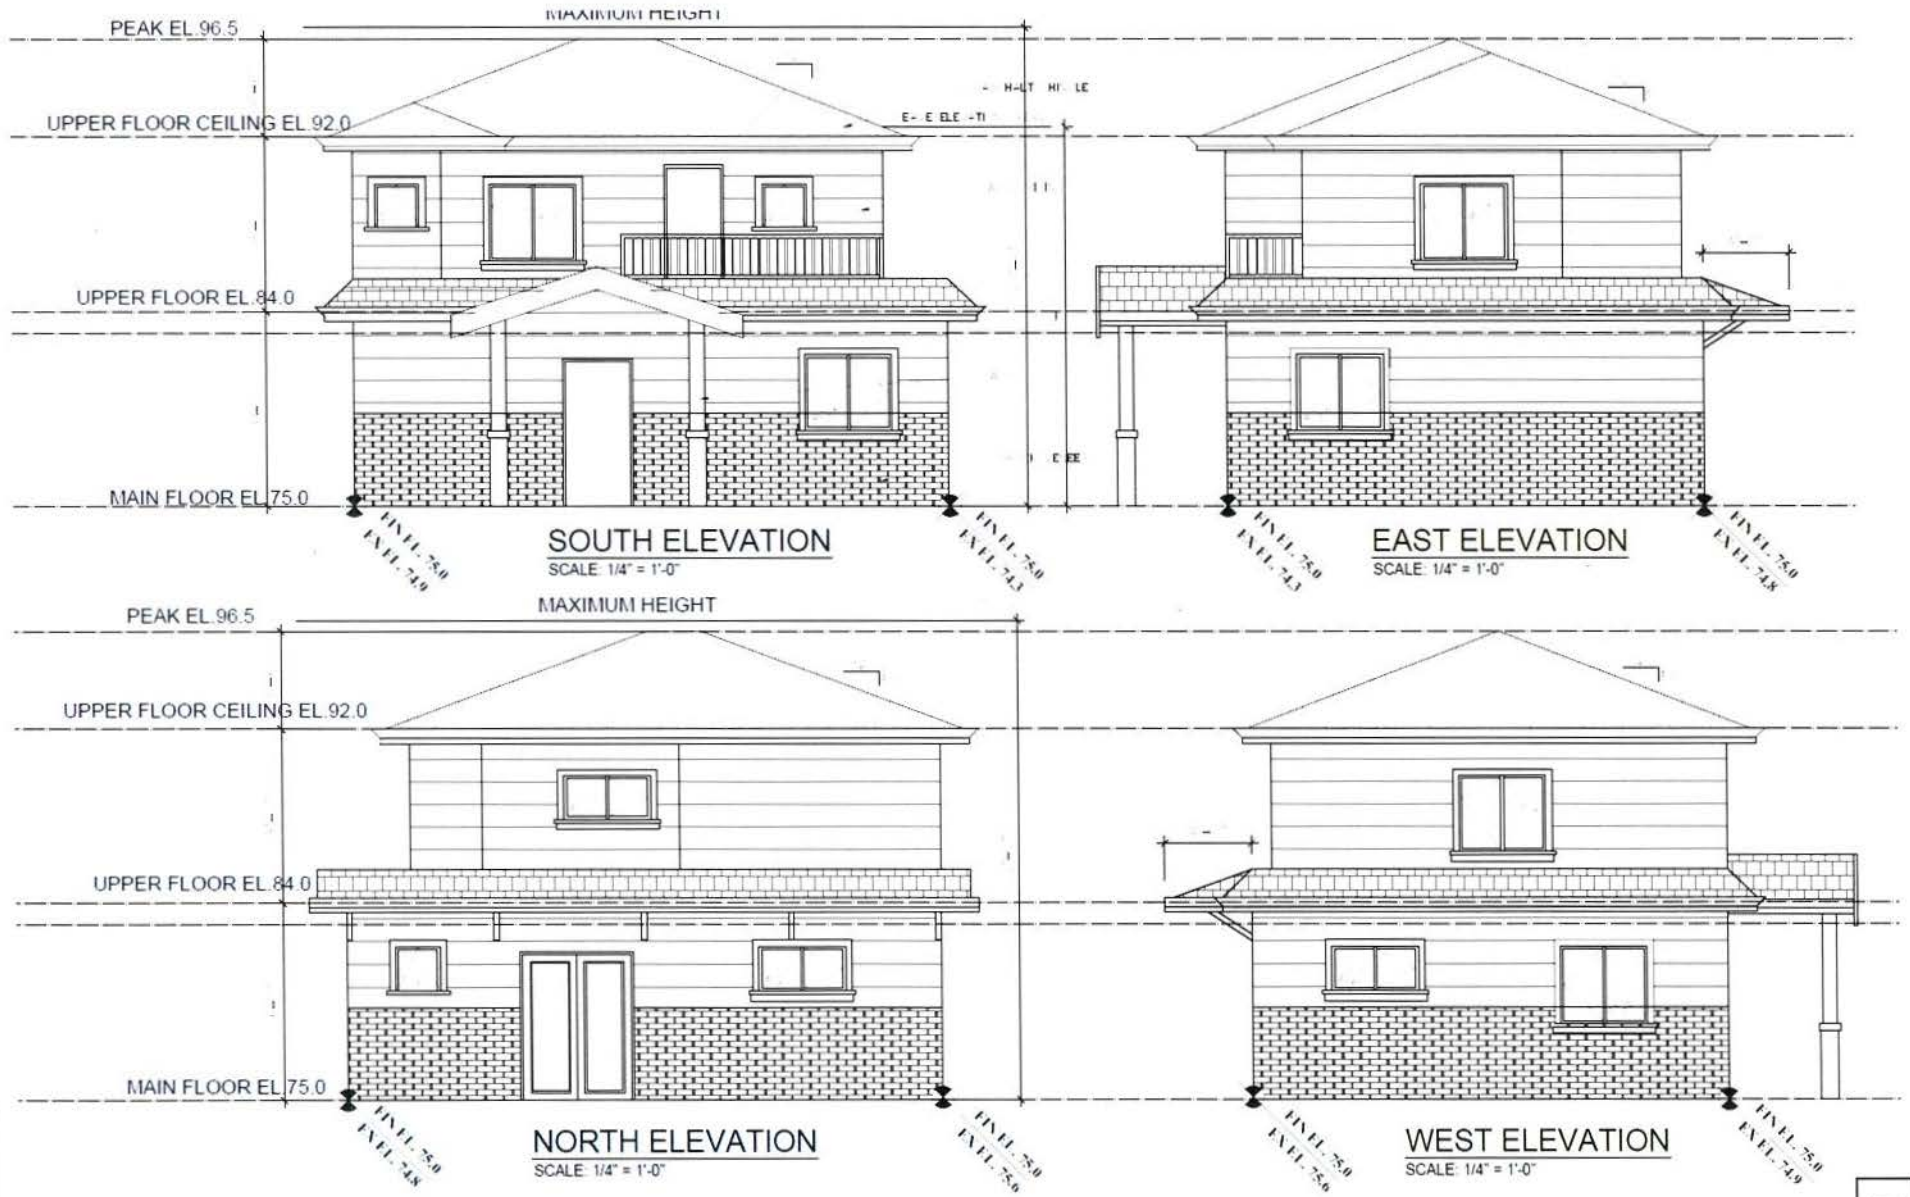 MAXIMUM HEIGHT
PEAK EL.96.5
UPPER FLOOR CEILING EL.92.0
UPPER FLOOR EL.84.0
MAIN FLOOR EL.75.0
FIN EL. 75.0
EX EL. 74.9
SOUTH ELEVATION
SCALE: 1/4" = 1'-0"
FIN EL. 75.0
EX EL. 74.3
FIN EL. 75.0
EX EL. 74.3
EAST ELEVATION
SCALE: 1/4" = 1'-0"
FIN EL. 75.0
EX EL. 74.8
MAXIMUM HEIGHT
PEAK EL.96.5
UPPER FLOOR CEILING EL.92.0
UPPER FLOOR EL.84.0
MAIN FLOOR EL.75.0
FIN EL. 75.0
EX EL. 74.8
NORTH ELEVATION
SCALE: 1/4" = 1'-0"
FIN EL. 75.0
EX EL. 75.6
FIN EL. 75.0
EX EL. 75.6
WEST ELEVATION
SCALE: 1/4" = 1'-0"
FIN EL. 75.0
EX EL. 74.9